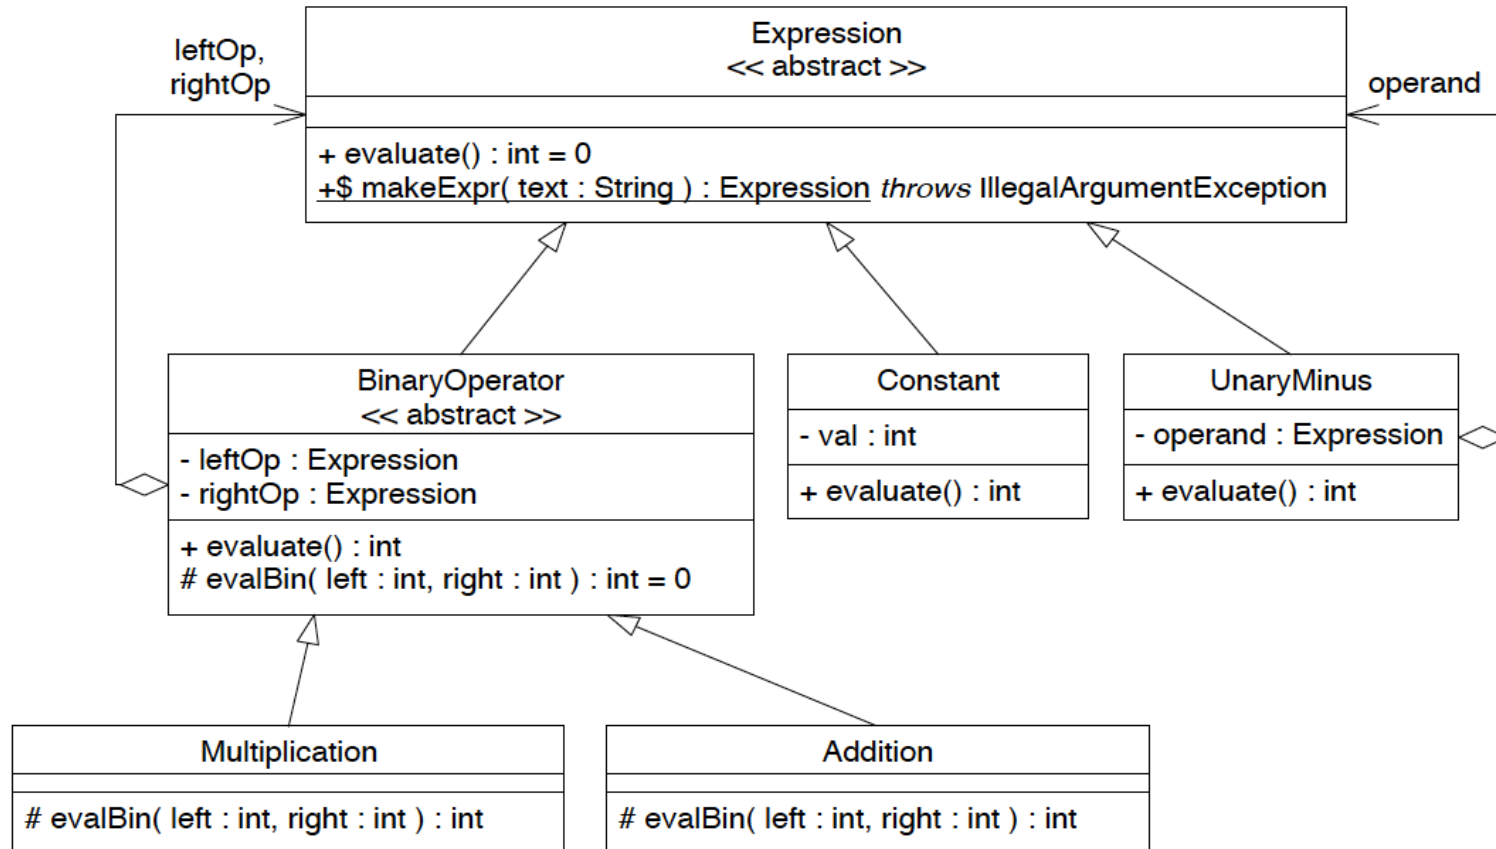 leftOp,
rightOp
Expression
<< abstract >>
operand
+ evaluate() : int = 0
+$ makeExpr( text : String ) : Expression throws IllegalArgumentException
BinaryOperator
<< abstract >>
- leftOp : Expression
- rightOp : Expression
+ evaluate() : int
# evalBin( left : int, right : int ) : int = 0
Constant
- val : int
+ evaluate() : int
UnaryMinus
- operand : Expression
+ evaluate() : int
Multiplication
# evalBin( left : int, right : int ) : int
Addition
# evalBin( left : int, right : int ) : int